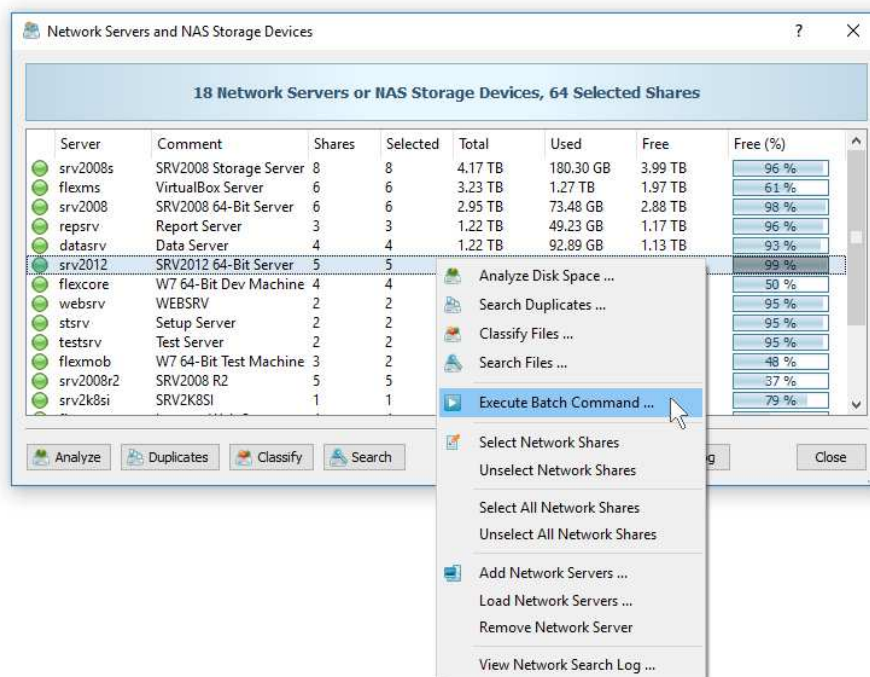 Network Servers and NAS Storage Devices ?
18 Network Servers or NAS Storage Devices, 64 Selected Shares
Server Comment Shares Selected Total Used Free Free (%)
srv2008s SRV2008 Storage Server 8 8 4.17 TB 180.30 GB 3.99 TB 96 %
flexms VirtualBox Server 6 6 3.23 TB 1.27 TB 1.97 TB 61 %
srv2008 SRV2008 64-Bit Server 6 6 2.95 TB 73.48 GB 2.88 TB 98 %
repsrv Report Server 3 3 1.22 TB 49.23 GB 1.17 TB 96 %
datasrv Data Server 4 4 1.22 TB 92.89 GB 1.13 TB 93 %
srv2012 SRV2012 64-Bit Server 5 5 99 %
flexcore W7 64-Bit Dev Machine 4 4 50 %
websrv WEBSRV 2 2 95 %
stsrv Setup Server 2 2 95 %
testsrv Test Server 2 2 95 %
flexmob W7 64-Bit Test Machine 3 2 48 %
srv2008r2 SRV2008 R2 5 5 37 %
srv2k8si SRV2K8SI 1 1 79 %
Analyze Duplicates Classify Search Close
Analyze Disk Space ...
Search Duplicates ...
Classify Files ...
Search Files ...
Execute Batch Command ...
Select Network Shares
Unselect Network Shares
Select All Network Shares
Unselect All Network Shares
Add Network Servers ...
Load Network Servers ...
Remove Network Server
View Network Search Log ...